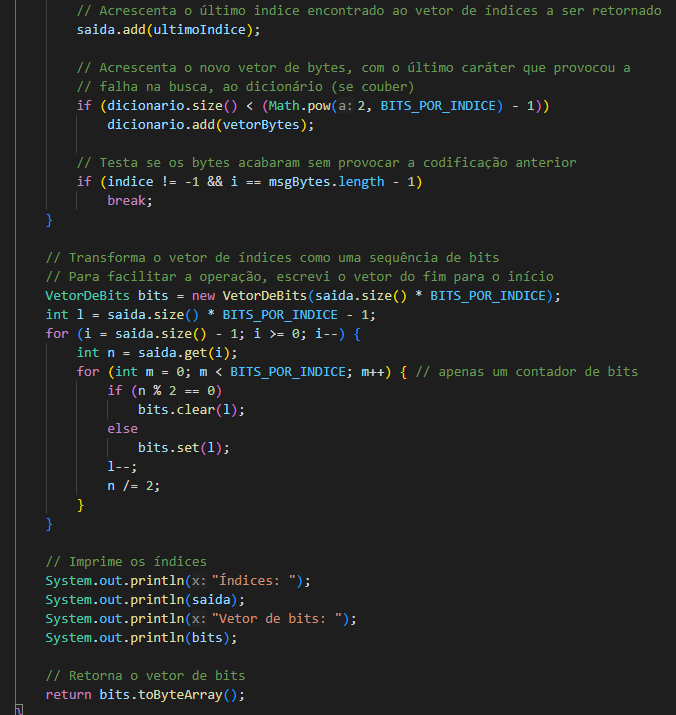 // Acrescenta o último indice encontrado ao vetor de índices a ser retornado
saida.add(ultimoIndice);
// Acrescenta o novo vetor de bytes, com o último caráter que provocou a
// falha na busca, ao dicionário (se couber)
if (dicionario.size() < (Math.pow(a: 2, BITS_POR_INDICE) - 1))
dicionario.add(vetorBytes);
// Testa se os bytes acabaram sem provocar a codificação anterior
if (indice != -1 && i == msgBytes.length - 1)
break;
}
// Transforma o vetor de índices como uma sequência de bits
// Para facilitar a operação, escrevi o vetor do fim para o início
VetorDeBits bits = new VetorDeBits(saida.size() * BITS_POR_INDICE);
int l = saida.size() * BITS_POR_INDICE - 1;
for (i = saida.size() - 1; i >= 0; i--) {
int n = saida.get(i);
for (int m = 0; m < BITS_POR_INDICE; m++) { // apenas um contador de bits
if (n % 2 == 0)
bits.clear(l);
else
bits.set(l);
l--;
n /= 2;
}
}
// Imprime os índices
System.out.println(x: "Índices: ");
System.out.println(saida);
System.out.println(x: "Vetor de bits: ");
System.out.println(bits);
// Retorna o vetor de bits
return bits.toByteArray();
}